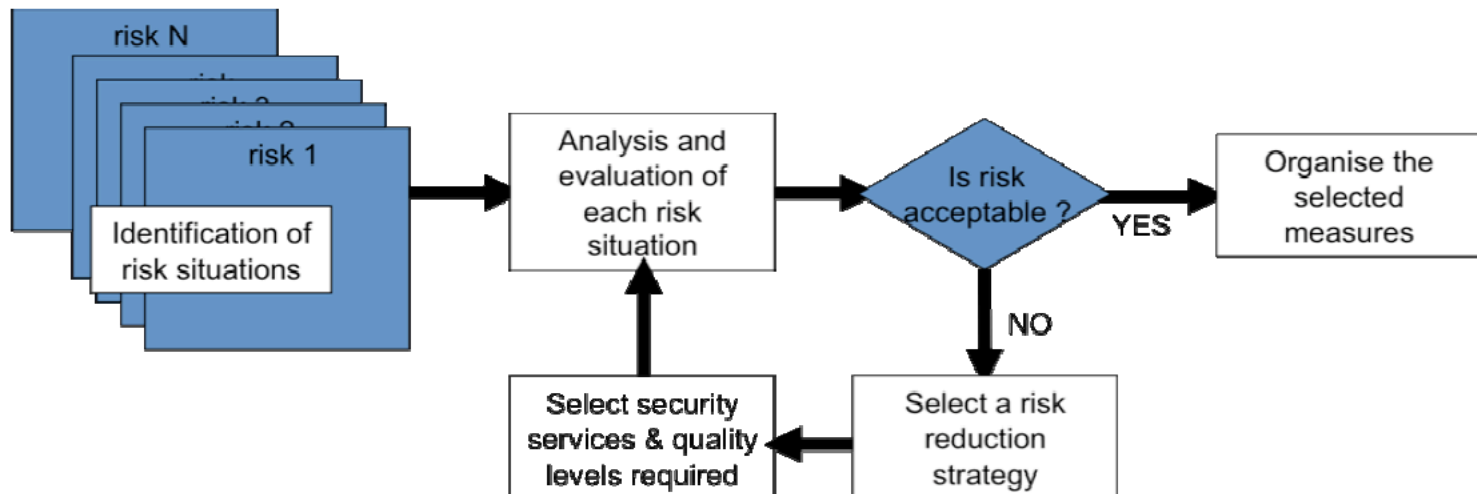 risk N
risk 1
Identification of
risk situations
Analysis and
evaluation of
each risk
situation
Is risk
acceptable ?
YES
Organise the
selected
measures
NO
Select a risk
reduction
strategy
Select security
services & quality
levels required